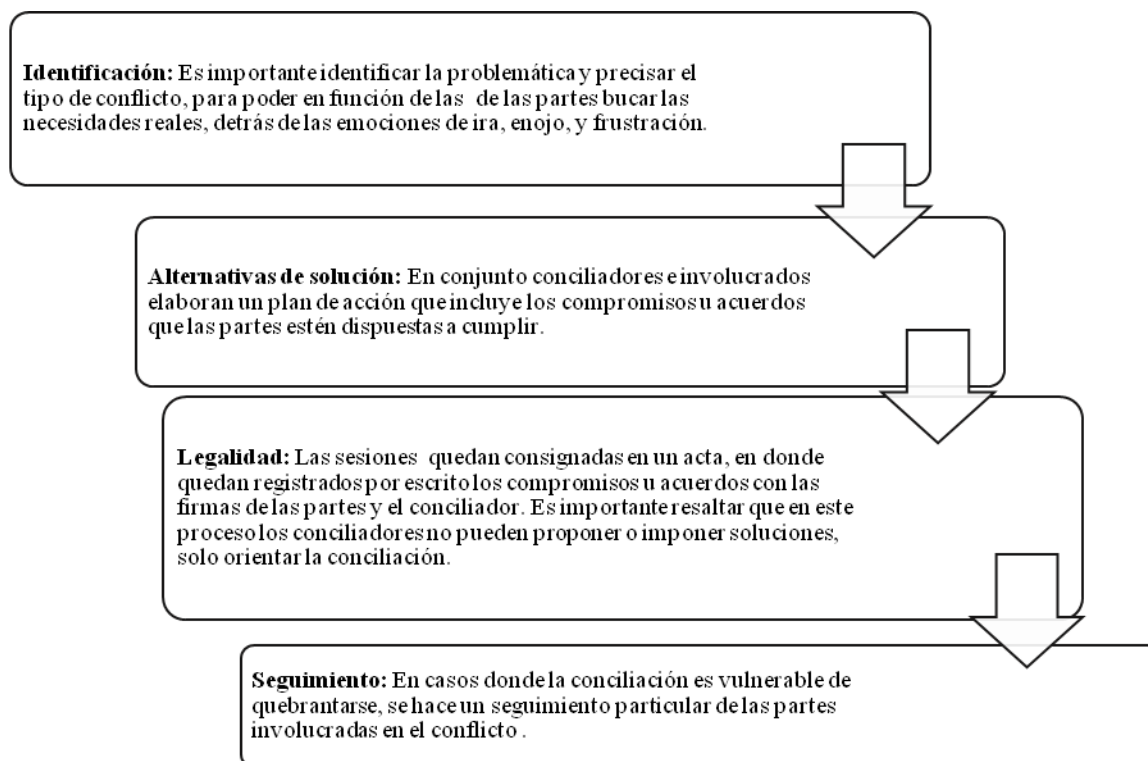 Identificación: Es importante identificar la problemática y precisar el
tipo de conflicto, para poder en función de las de las partes bucar las
necesidades reales, detrás de las emociones de ira, enojo, y frustración.
Alternativas de solución: En conjunto conciliadores e involucrados
elaboran un plan de acción que incluye los compromisos u acuerdos
que las partes estén dispuestas a cumplir.
Legalidad: Las sesiones quedan consignadas en un acta, en donde
quedan registrados por escrito los compromisos u acuerdos con las
firmas de las partes y el conciliador. Es importante resaltar que en este
proceso los conciliadores no pueden proponer o imponer soluciones,
solo orientar la conciliación.
Seguimiento: En casos donde la conciliación es vulnerable de
quebrantarse, se hace un seguimiento particular de las partes
involucradas en el conflicto .